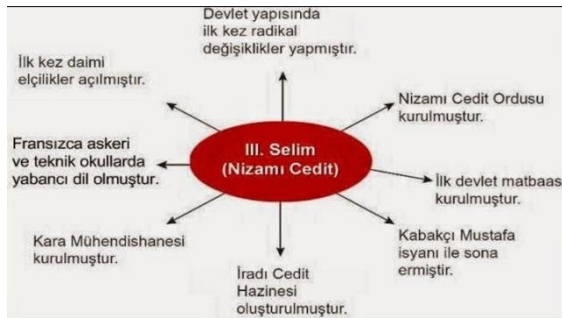 Devlet yapısında
ilk kez radikal
değişiklikler yapmıştır.
İlk kez daimi
elçilikler açılmıştır.
Nizamı Cedit Ordusu
kurulmuştur.
Fransızca askeri
ve teknik okullarda
yabancı dil olmuştur.
III. Selim
(Nizamı Cedit)
İlk devlet matbaası
kurulmuştur.
Kara Mühendishanesi
kurulmuştur.
Kabakçı Mustafa
isyanı ile sona
ermiştir.
İradı Cedit
Hazinesi
oluşturulmuştur.